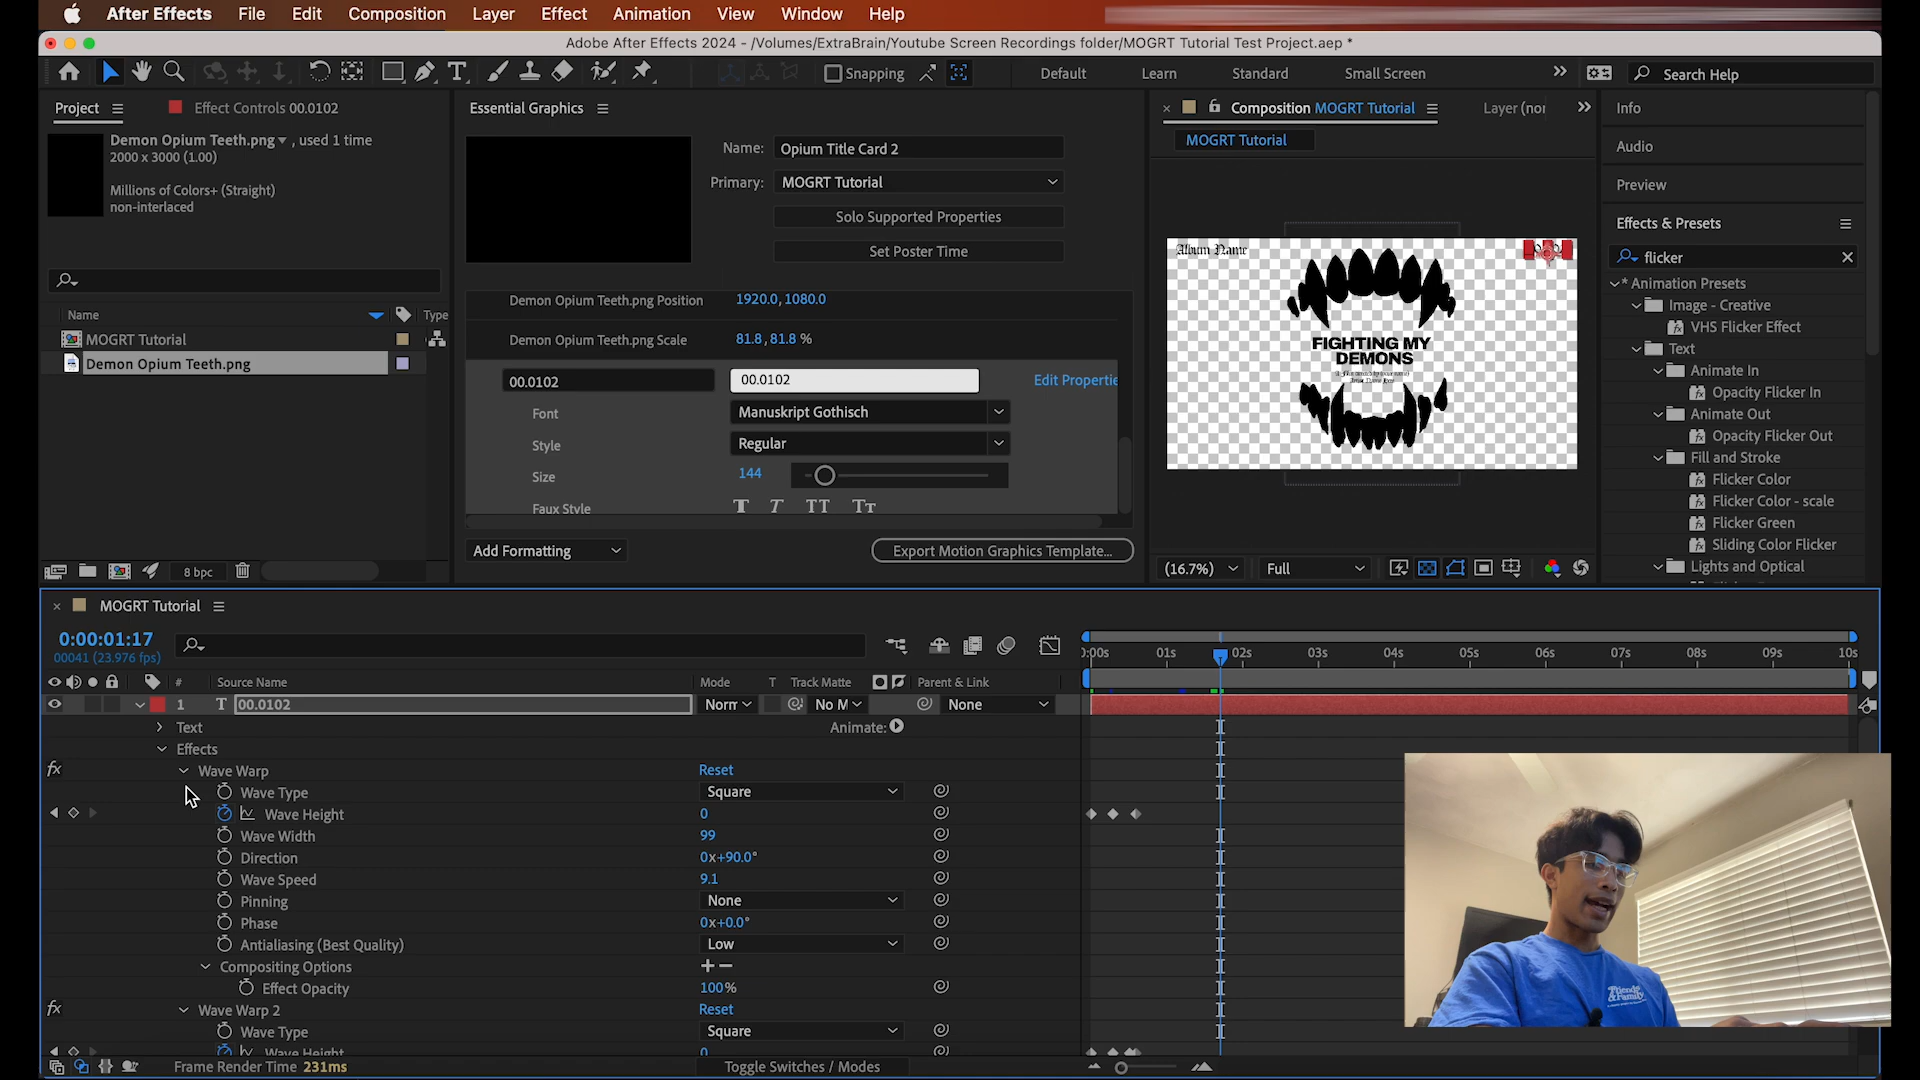 After Effects File Edit Composition Layer Effect Animation View Window Help
Adobe After Effects 2024 - /Volumes/ExtraBrain/Youtube Screen Recordings folder/MOGRT Tutorial Test Project.aep *
Snapping Default Learn Standard Small Screen Search Help
Project Effect Controls 00.0102
Demon Opium Teeth.png , used 1 time
2000 x 3000 (1.00)
Millions of Colors+ (Straight)
non-interlaced
Name Type
MOGRT Tutorial
Demon Opium Teeth.png
8 bpc
Essential Graphics
Name: Opium Title Card 2
Primary: MOGRT Tutorial
Solo Supported Properties
Set Poster Time
Demon Opium Teeth.png Position 1920.0, 1080.0
Demon Opium Teeth.png Scale 81.8, 81.8 %
00.0102 00.0102 Edit Propertie
Font Manuskript Gothisch
Style Regular
Size 144
Faux Style T T TT TT
Add Formatting Export Motion Graphics Template...
Composition MOGRT Tutorial Layer (nor
MOGRT Tutorial
Album Name
FIGHTING MY
DEMONS
(16.7%) Full
Info
Audio
Preview
Effects & Presets
flicker
* Animation Presets
Image - Creative
VHS Flicker Effect
Text
Animate In
Opacity Flicker In
Animate Out
Opacity Flicker Out
Fill and Stroke
Flicker Color
Flicker Color - scale
Flicker Green
Sliding Color Flicker
Lights and Optical
MOGRT Tutorial
0:00:01:17
00041 (23.976 fps)
):00s 01s 02s 03s 04s 05s 06s 07s 08s 09s 10s
# Source Name Mode T Track Matte Parent & Link
1 T 00.0102 Norr No M None
Text Animate:
Effects
fx Wave Warp Reset
Wave Type Square
Wave Height 0
Wave Width 99
Direction 0x+90.0°
Wave Speed 9.1
Pinning None
Phase 0x+0.0°
Antialiasing (Best Quality) Low
Compositing Options + −
Effect Opacity 100%
fx Wave Warp 2 Reset
Wave Type Square
Wave Height 0
Frame Render Time 231ms Toggle Switches / Modes
Friends
&Family